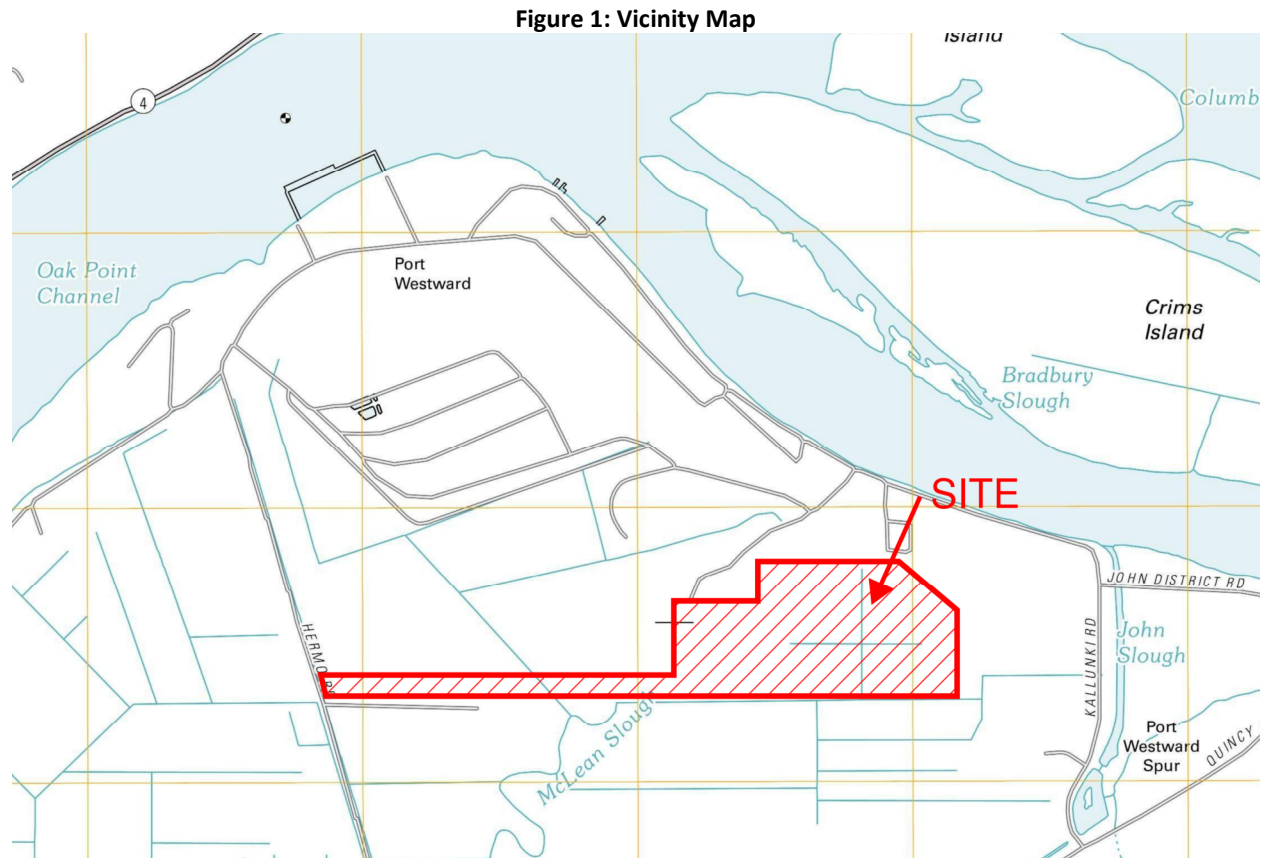 Figure 1: Vicinity Map
Island
Columb
4
Oak Point
Channel
Port
Westward
Crims
Island
Bradbury
Slough
SITE
JOHN DISTRICT RD
HERMO R
John
Slough
KALLUNKI RD
McLean Slough
Port
Westward
Spur
QUINCY